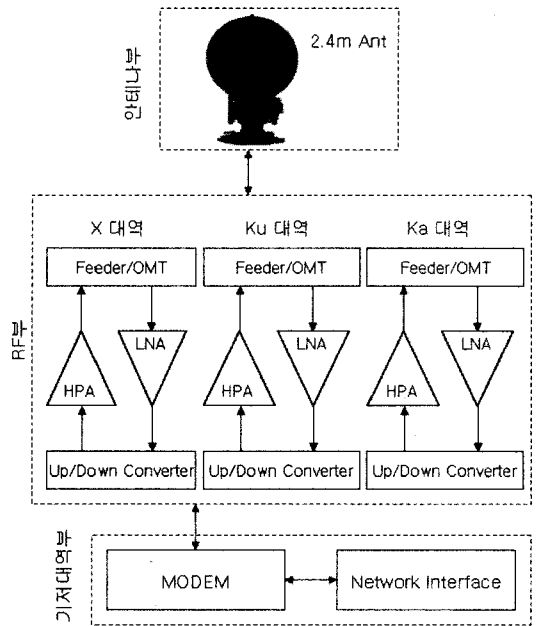 안테나부
2.4m Ant
RF부
X 대역
Ku 대역
Ka 대역
Feeder/OMT
Feeder/OMT
Feeder/OMT
HPA
LNA
HPA
LNA
HPA
LNA
Up/Down Converter
Up/Down Converter
Up/Down Converter
기저대역부
MODEM
Network Interface